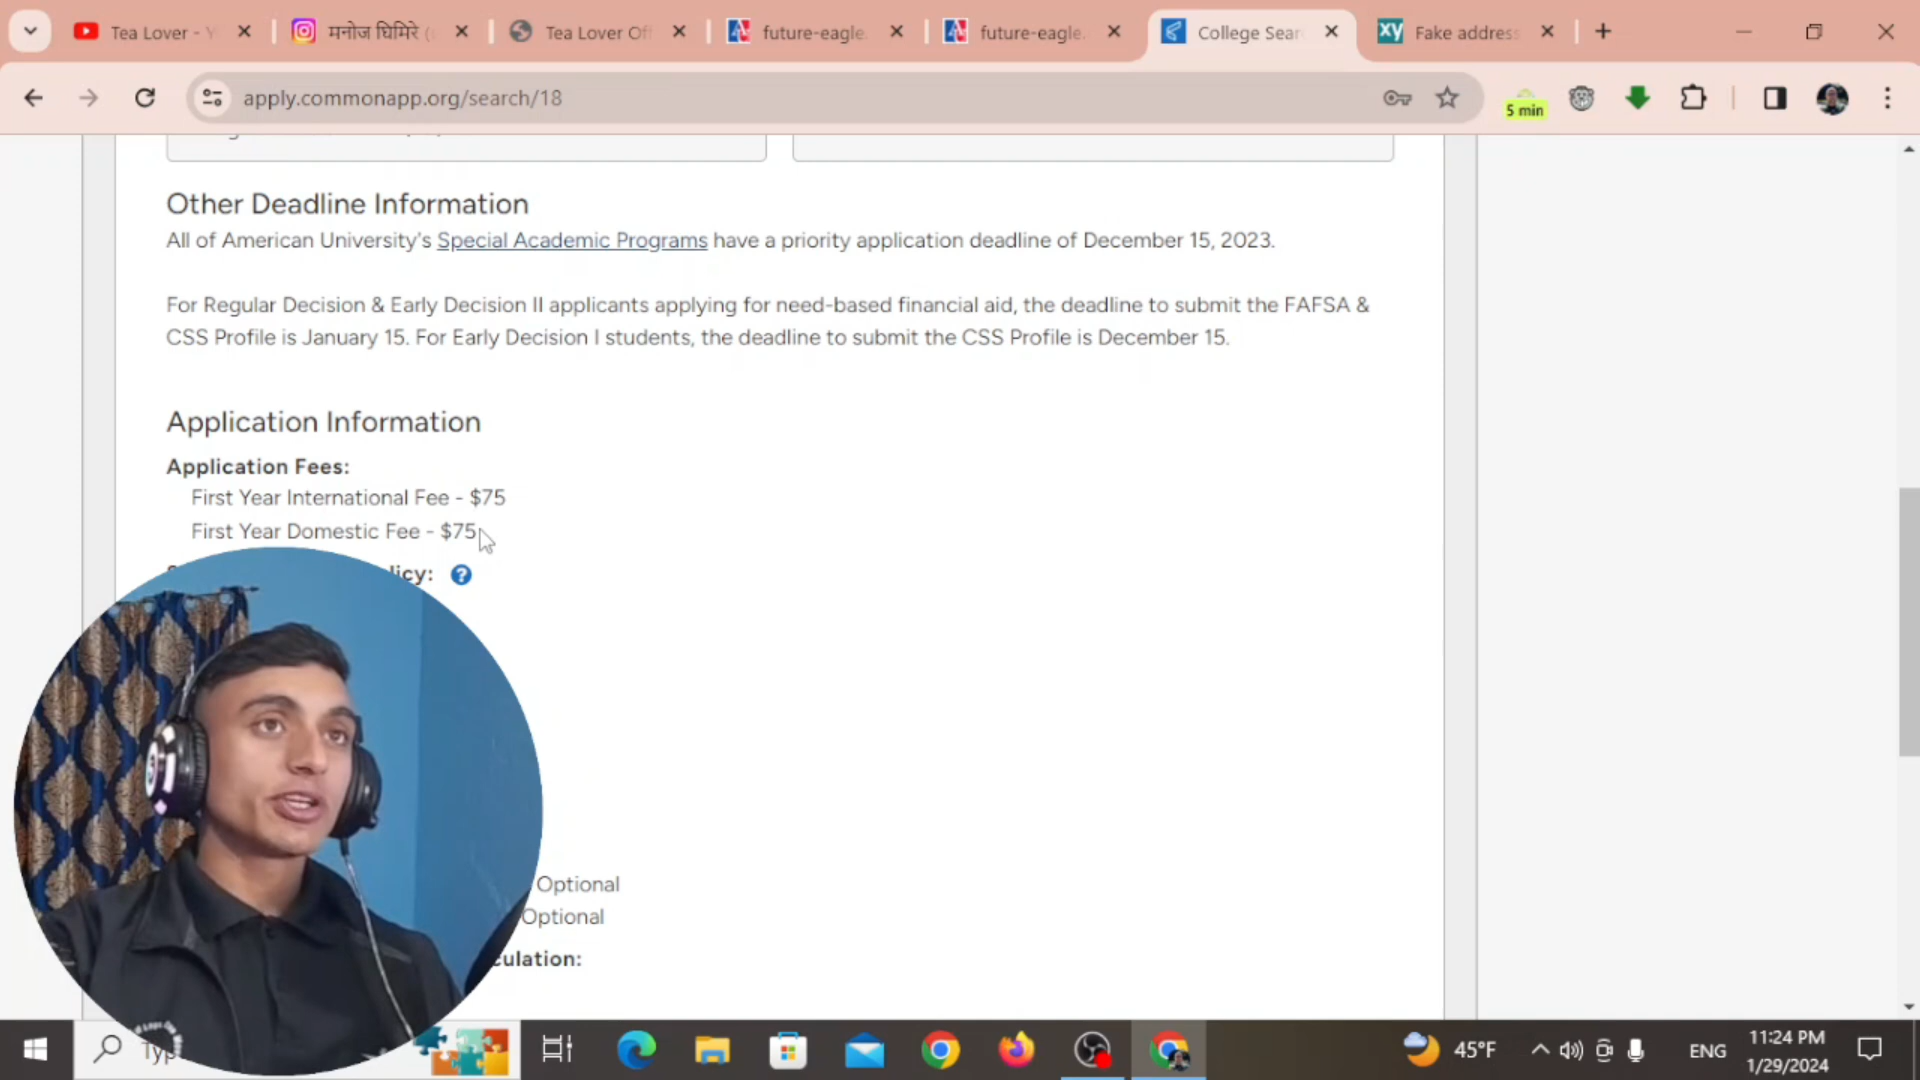 Tea Lover - Y
मनोज घिमिरे (
Tea Lover Off
future-eagle.
future-eagle.
College Sear
xy
Fake address
apply.commonapp.org/search/18
5 min
Other Deadline Information
All of American University's Special Academic Programs have a priority application deadline of December 15, 2023.
For Regular Decision & Early Decision II applicants applying for need-based financial aid, the deadline to submit the FAFSA &
CSS Profile is January 15. For Early Decision I students, the deadline to submit the CSS Profile is December 15.
Application Information
Application Fees:
First Year International Fee - $75
First Year Domestic Fee - $75
icy: ?
Optional
Optional
culation:
Typ
45°F
ENG
11:24 PM
1/29/2024